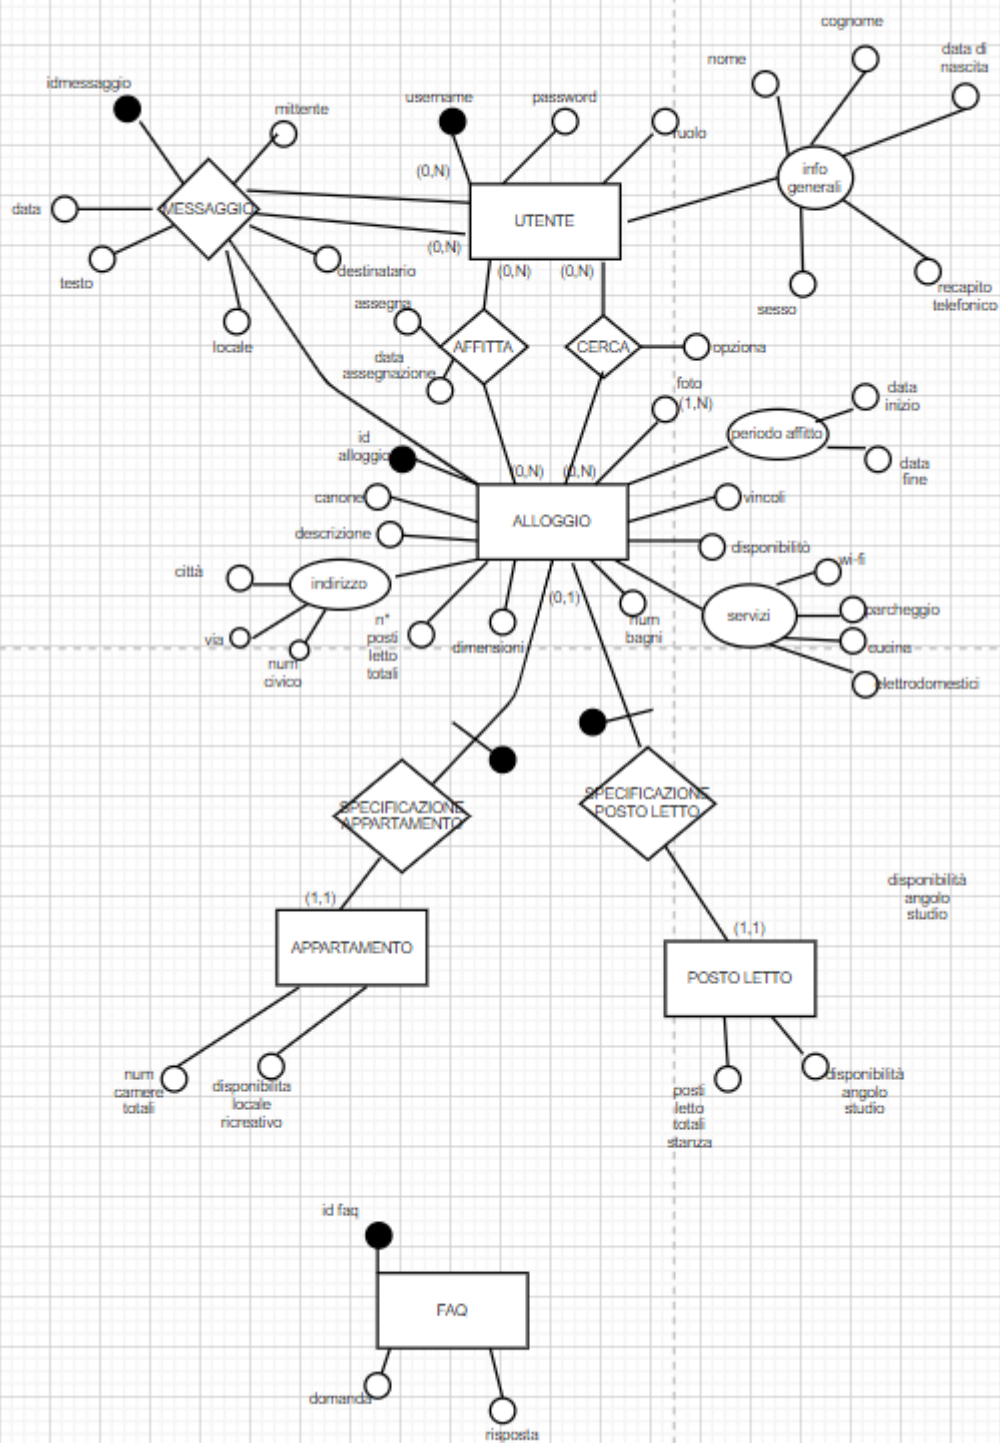 cognome
nome
data di
nascita
idmessaggio
mittente
username
password
ruolo
(0,N)
info
generali
data
MESSAGGIO
UTENTE
(0,N)
testo
destinatario
(0,N)
(0,N)
recapito
telefonico
sesso
assegna
locale
data
assegnazione
AFFITTA
CERCA
opziona
foto
(1,N)
data
inizio
periodo affitto
id
alloggio
(0,N)
(0,N)
data
fine
canone
vincoli
descrizione
ALLOGGIO
disponibilitò
wi-fi
città
indirizzo
(0,1)
servizi
parcheggio
via
num
civico
n°
posti
letto
totali
dimensioni
num
bagni
cucina
elettrodomestici
SPECIFICAZIONE
APPARTAMENTO
SPECIFICAZIONE
POSTO LETTO
disponibilità
angolo
studio
(1,1)
(1,1)
APPARTAMENTO
POSTO LETTO
num
camere
totali
disponibilita
locale
ricreativo
posti
letto
totali
stanza
disponibilità
angolo
studio
id faq
FAQ
domanda
risposta